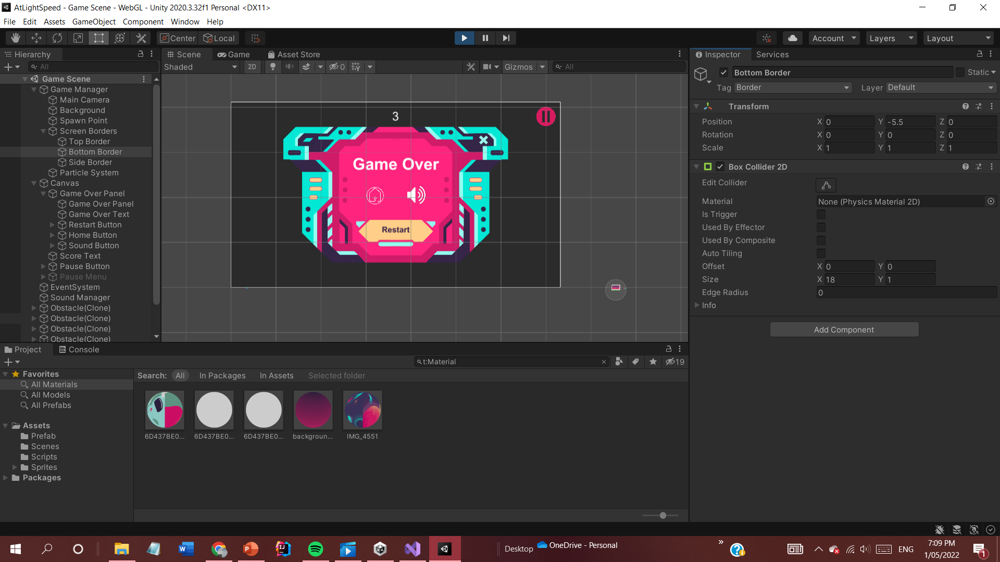 AtLightSpeed - Game Scene - WebGL - Unity 2020.3.32f1 Personal <DX11>
File Edit Assets GameObject Component Window Help
Center Local Account Layers Layout
Hierarchy
All
Game Scene
Game Manager
Main Camera
Background
Spawn Point
Screen Borders
Top Border
Bottom Border
Side Border
Particle System
Canvas
Game Over Panel
Game Over Panel
Game Over Text
Restart Button
Home Button
Sound Button
Score Text
Pause Button
Pause Menu
EventSystem
Sound Manager
Obstacle(Clone)
Obstacle(Clone)
Obstacle(Clone)
Obstacle(Clone)
Scene Game Asset Store
Shaded 2D 0 Gizmos All
3
Game Over
Restart
Inspector Services
Bottom Border Static
Tag Border Layer Default
Transform
Position X 0 Y -5.5 Z 0
Rotation X 0 Y 0 Z 0
Scale X 1 Y 1 Z 1
Box Collider 2D
Edit Collider
Material None (Physics Material 2D)
Is Trigger
Used By Effector
Used By Composite
Auto Tiling
Offset X 0 Y 0
Size X 18 Y 1
Edge Radius 0
Info
Add Component
Project Console
t:Material 19
Favorites
All Materials
All Models
All Prefabs
Assets
Prefab
Scenes
Scripts
Sprites
Packages
Search: All In Packages In Assets Selected folder
6D437BE0... 6D437BE0... 6D437BE0... backgroun... IMG_4551
Desktop OneDrive - Personal ENG
7:09 PM
1/05/2022
1